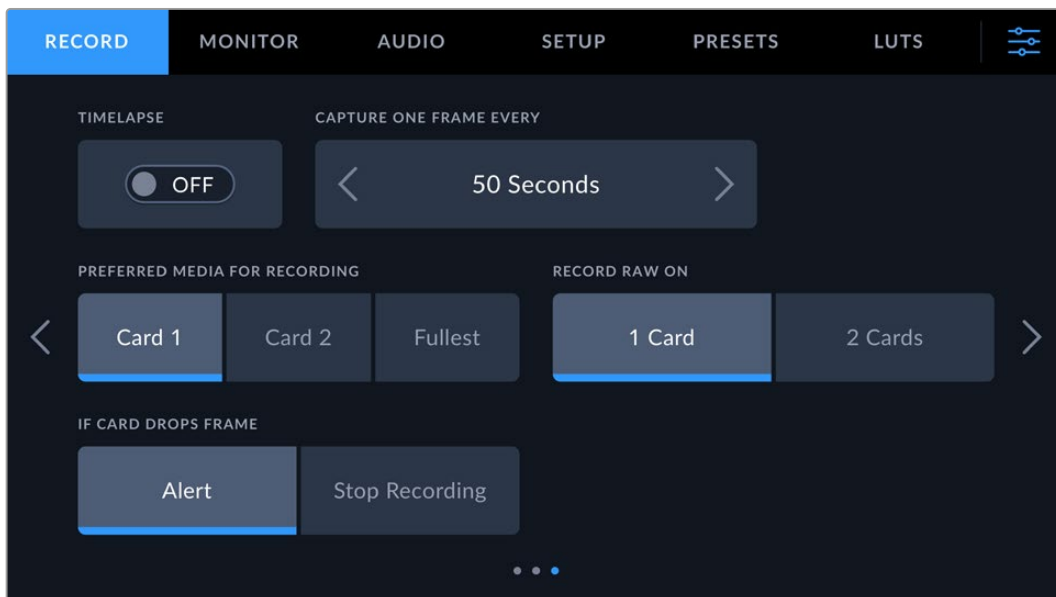 RECORD MONITOR AUDIO SETUP PRESETS LUTS
TIMELAPSE CAPTURE ONE FRAME EVERY
OFF 50 Seconds
PREFERRED MEDIA FOR RECORDING RECORD RAW ON
Card 1 Card 2 Fullest 1 Card 2 Cards
IF CARD DROPS FRAME
Alert Stop Recording